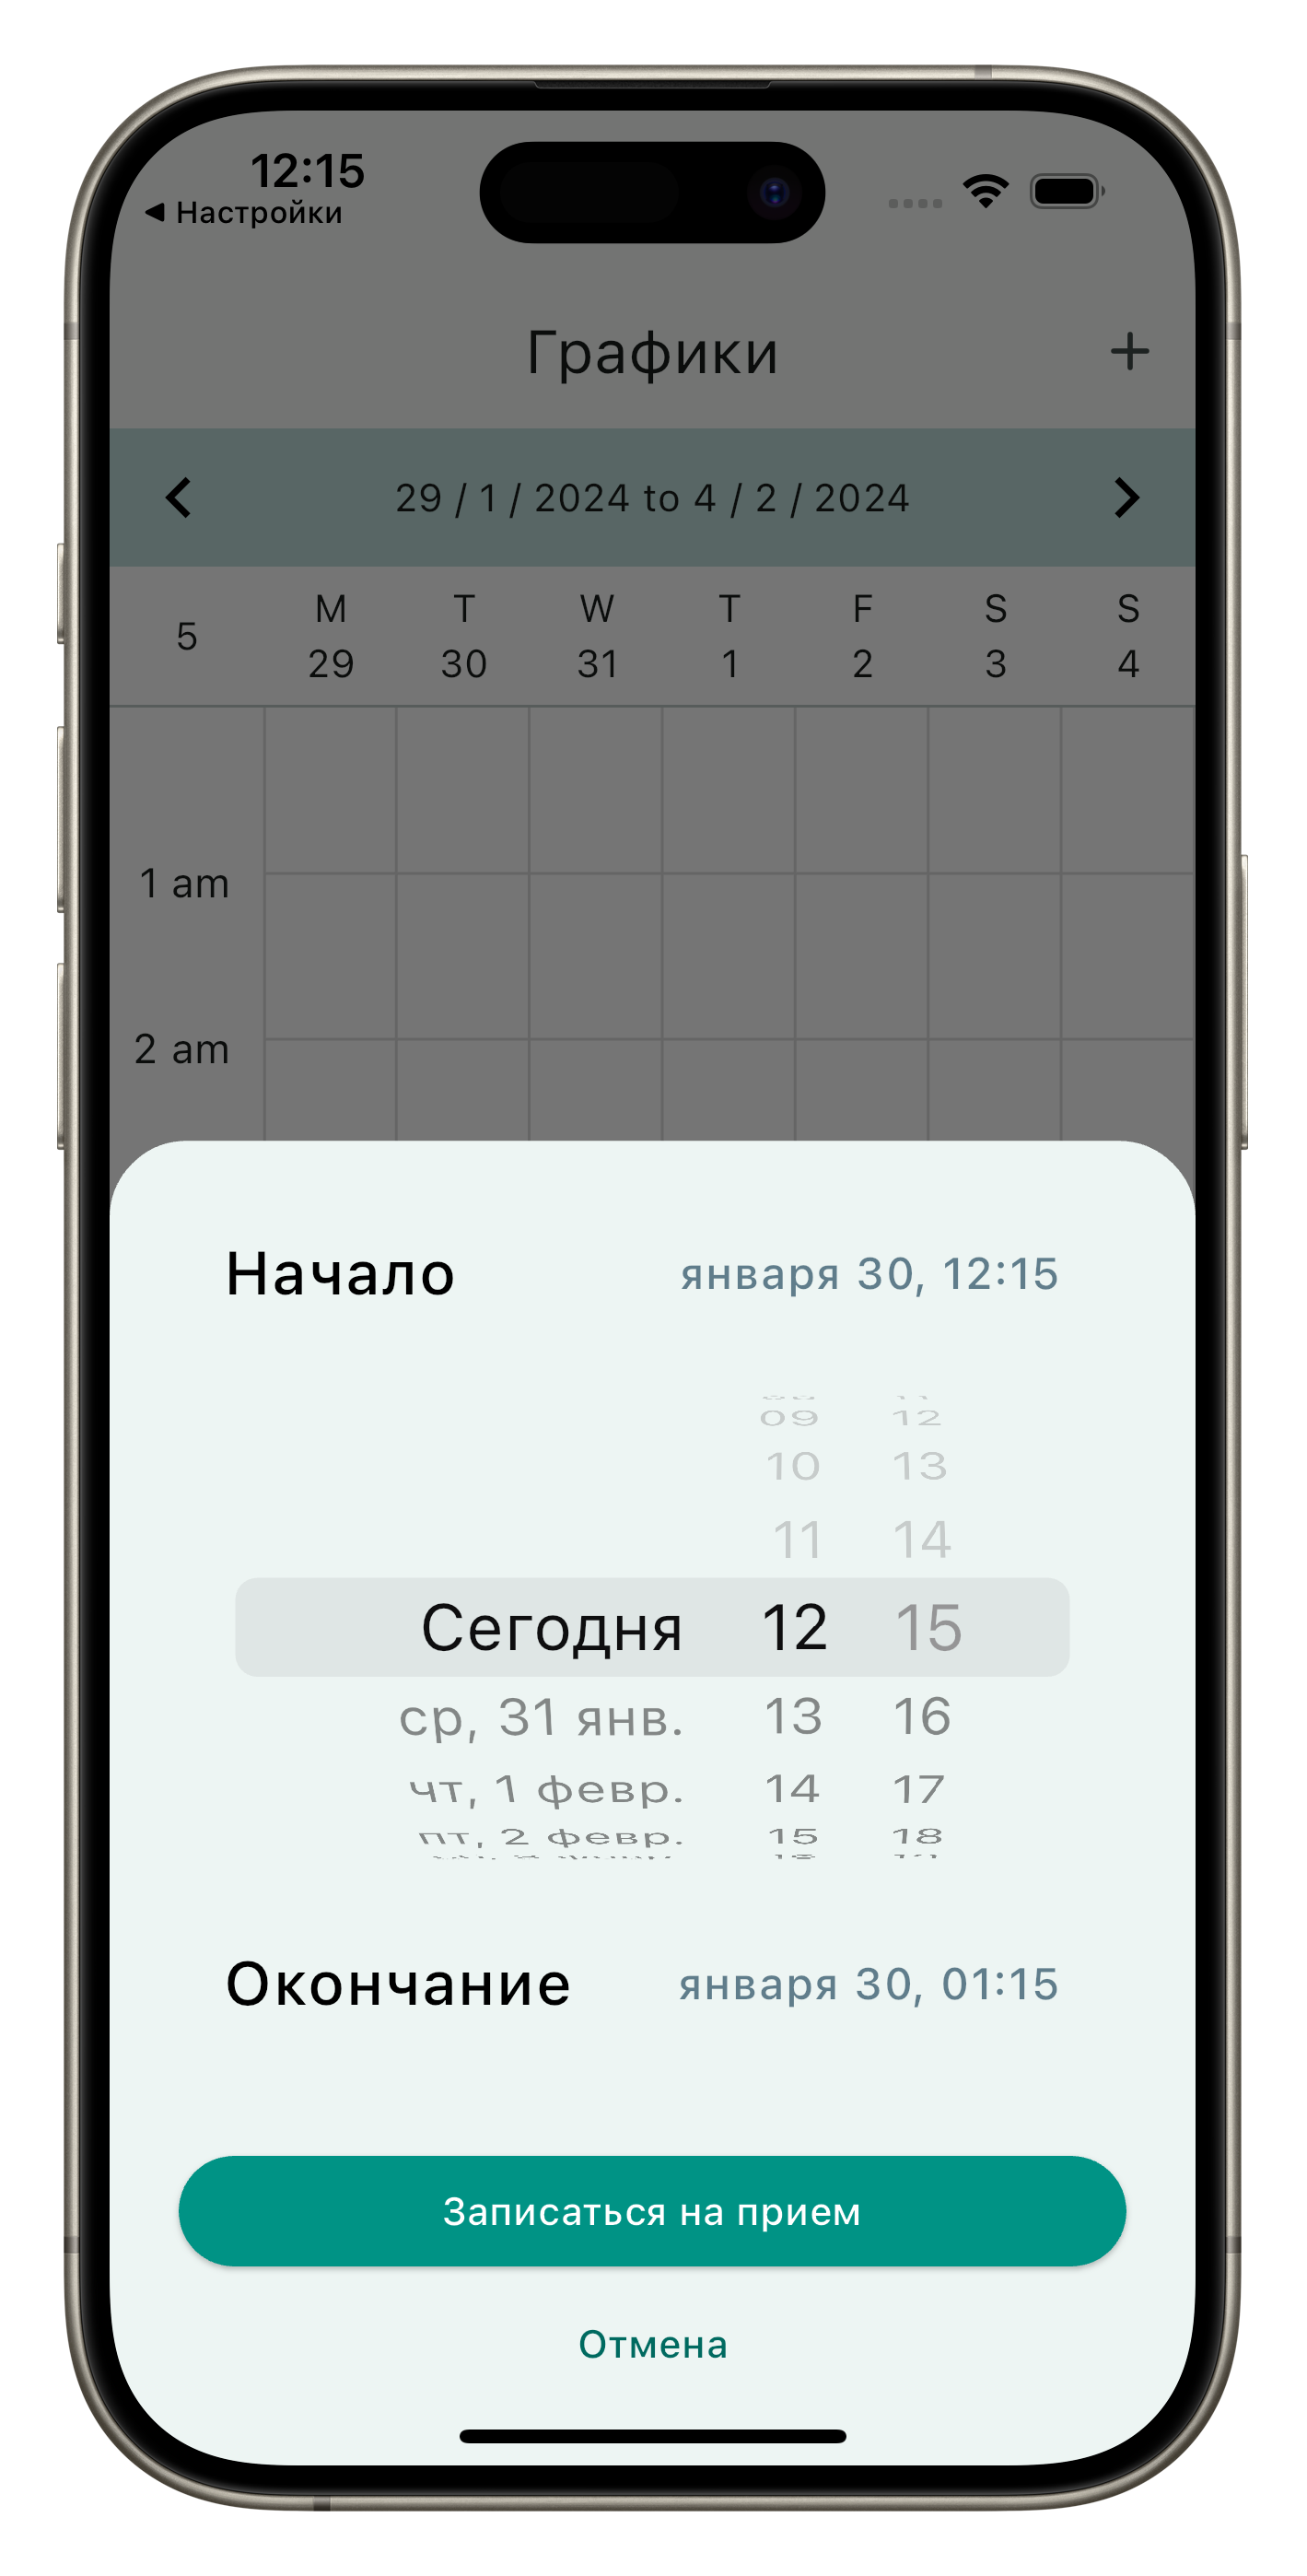 12:15
◀ Настройки
Графики
29 / 1 / 2024 to 4 / 2 / 2024
5 M T W T F S S
29 30 31 1 2 3 4
1 am
2 am
Начало января 30, 12:15
09 12
10 13
11 14
Сегодня 12 15
ср, 31 янв. 13 16
чт, 1 февр. 14 17
пт, 2 февр. 15 18
Окончание января 30, 01:15
Записаться на прием
Отмена